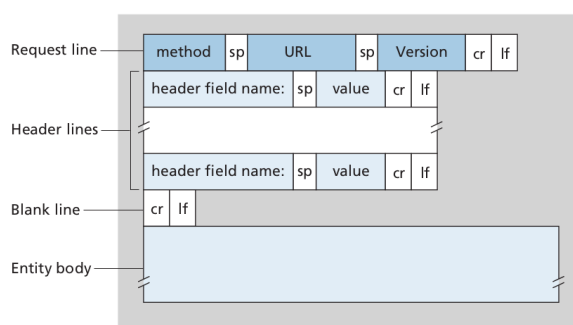 Request line method sp URL sp Version cr lf
header field name: sp value cr lf
Header lines
header field name: sp value cr lf
Blank line cr lf
Entity body